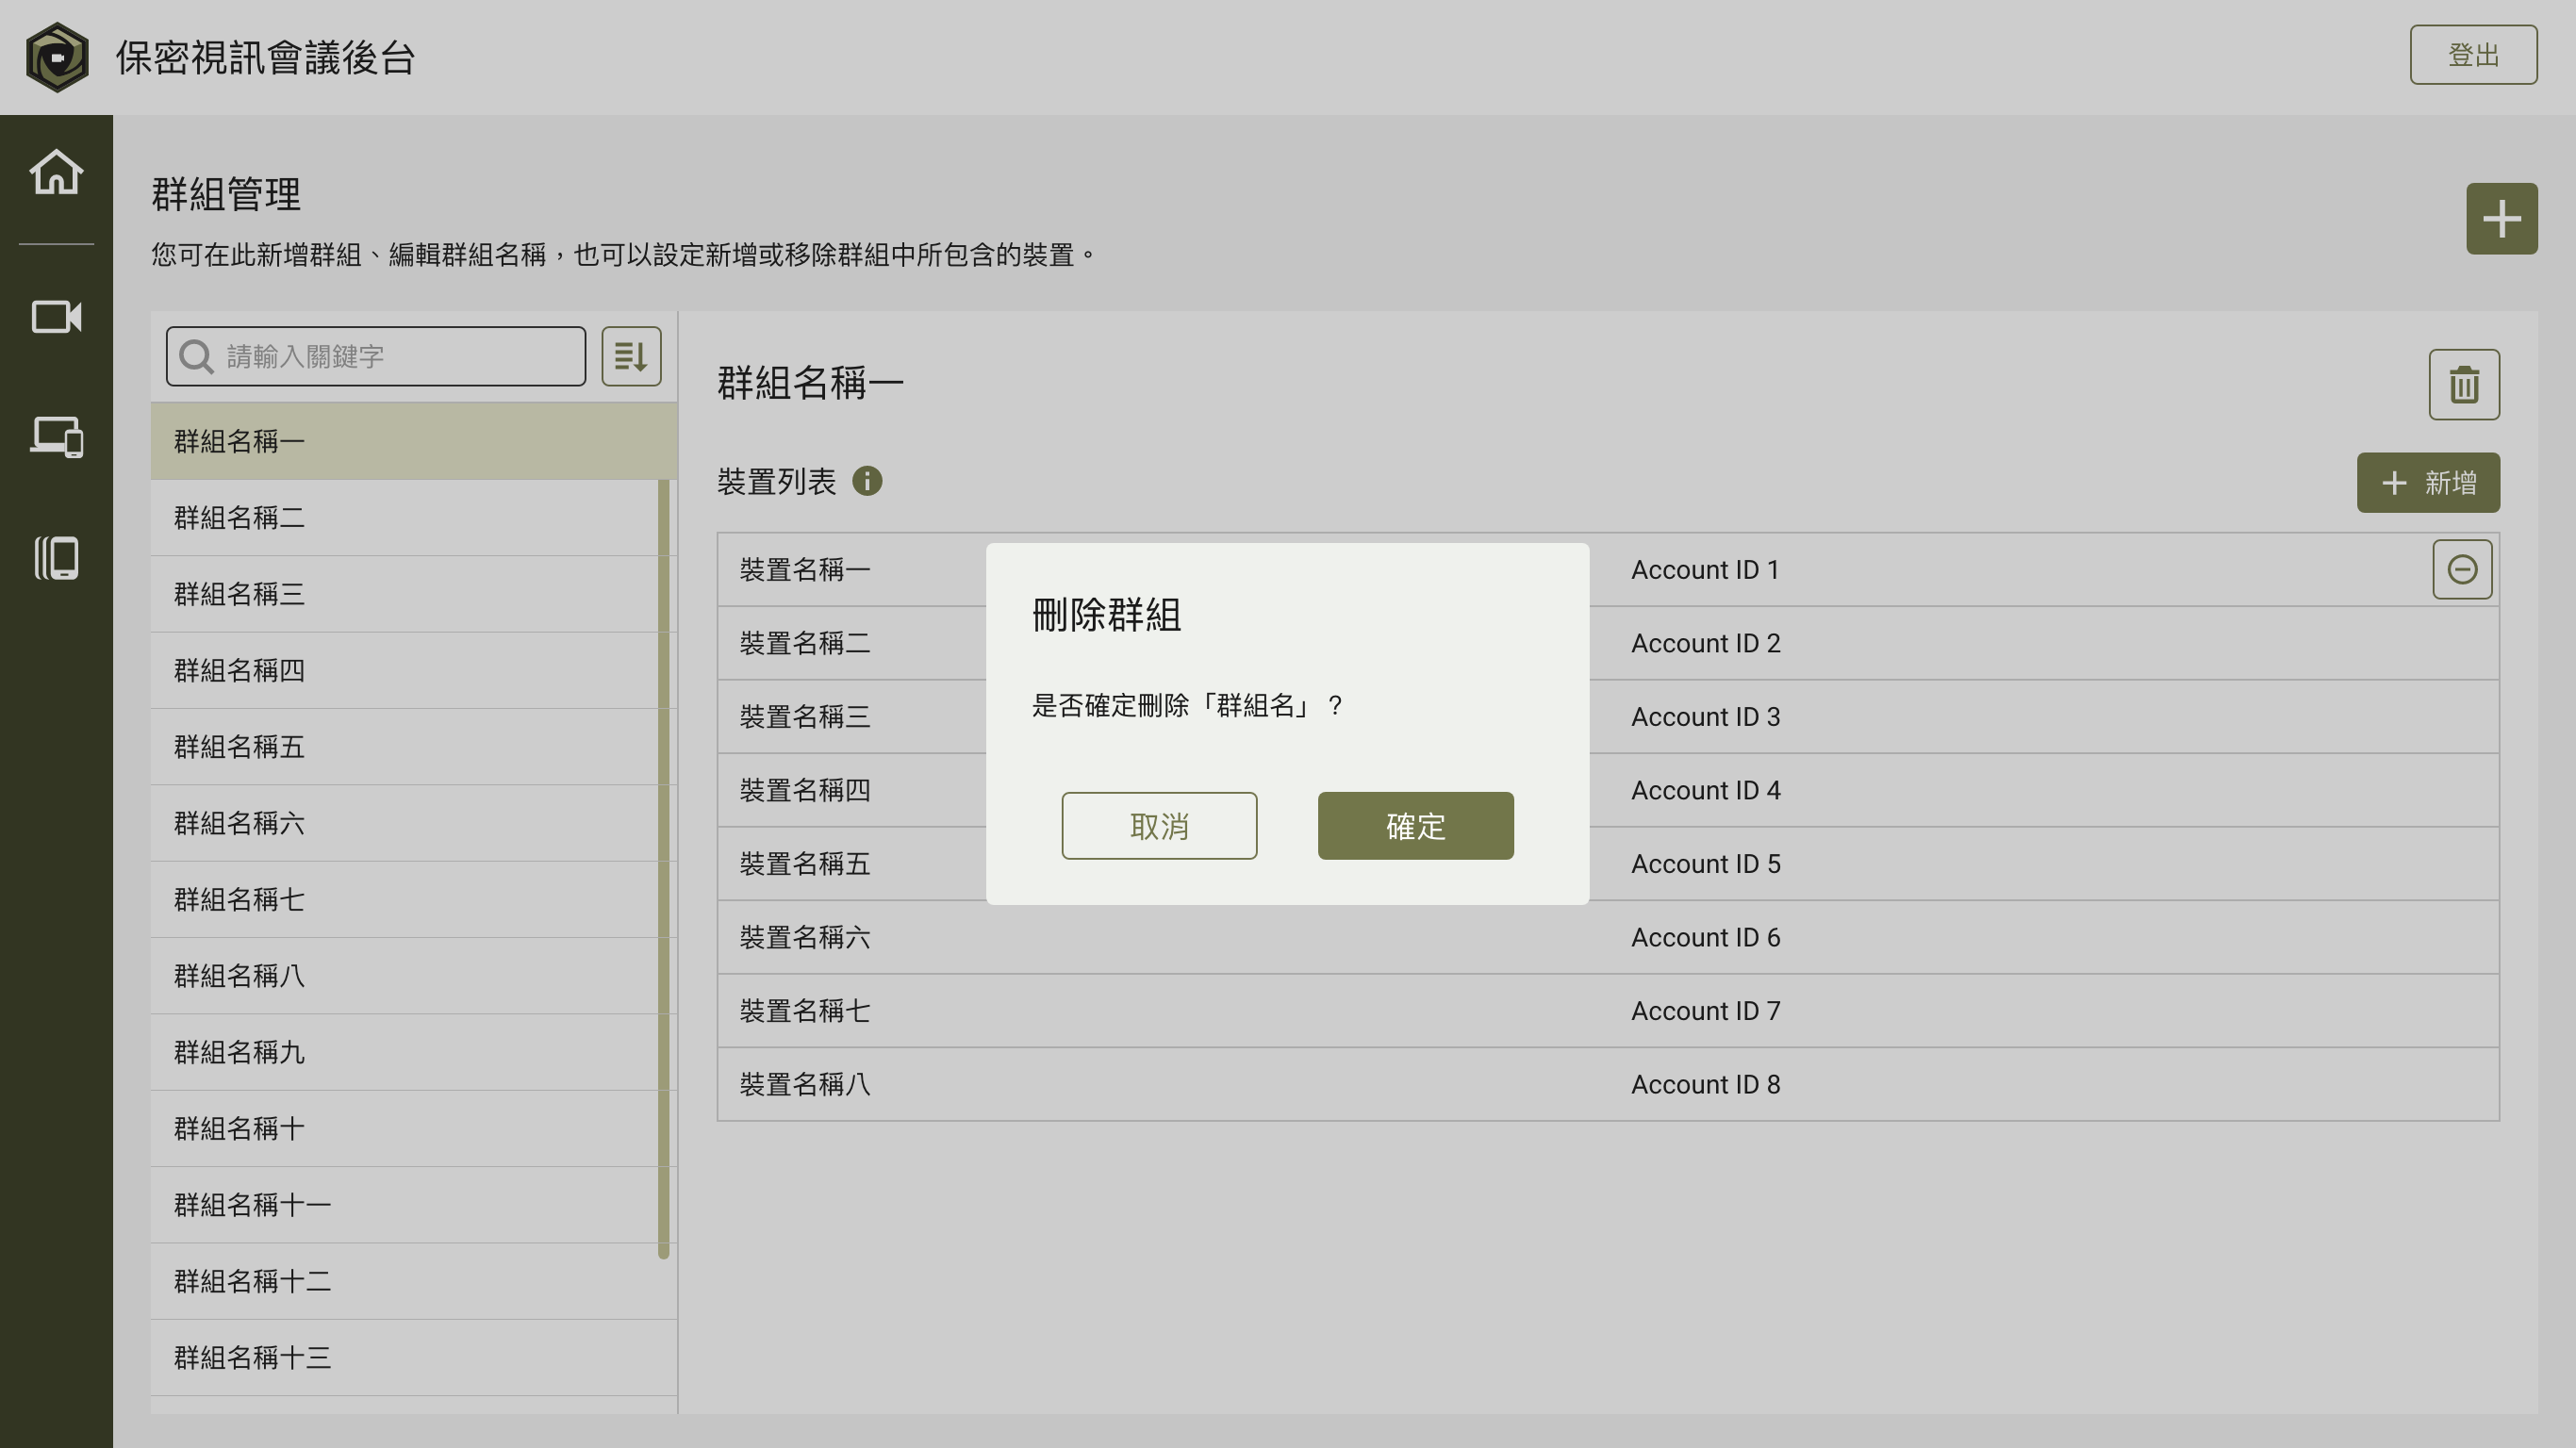 保密視訊會議後台
登出
群組管理
您可在此新增群組、編輯群組名稱，也可以設定新增或移除群組中所包含的裝置。
請輸入關鍵字
群組名稱一
群組名稱二
群組名稱三
群組名稱四
群組名稱五
群組名稱六
群組名稱七
群組名稱八
群組名稱九
群組名稱十
群組名稱十一
群組名稱十二
群組名稱十三
群組名稱一
裝置列表
新增
裝置名稱一 Account ID 1
裝置名稱二 Account ID 2
裝置名稱三 Account ID 3
裝置名稱四 Account ID 4
裝置名稱五 Account ID 5
裝置名稱六 Account ID 6
裝置名稱七 Account ID 7
裝置名稱八 Account ID 8
刪除群組
是否確定刪除「群組名」？
取消
確定